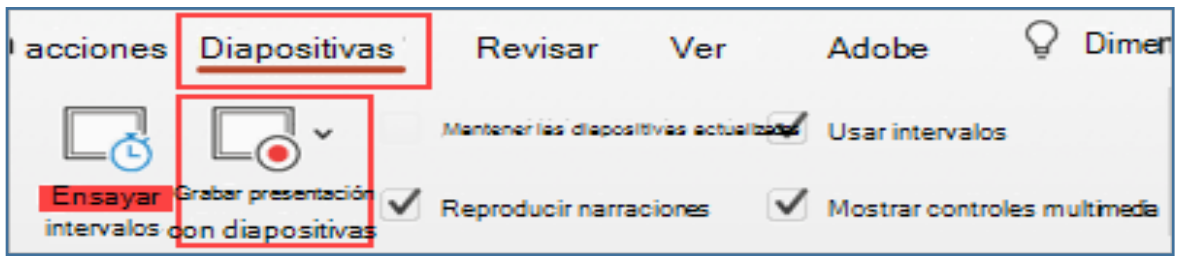 acciones Diapositivas Revisar Ver Adobe Dimer
Mantener las diapositivas actualizadas Usar intervalos
Ensayar Grabar presentación Reproducir narraciones Mostrar controles multimedia
intervalos con diapositivas